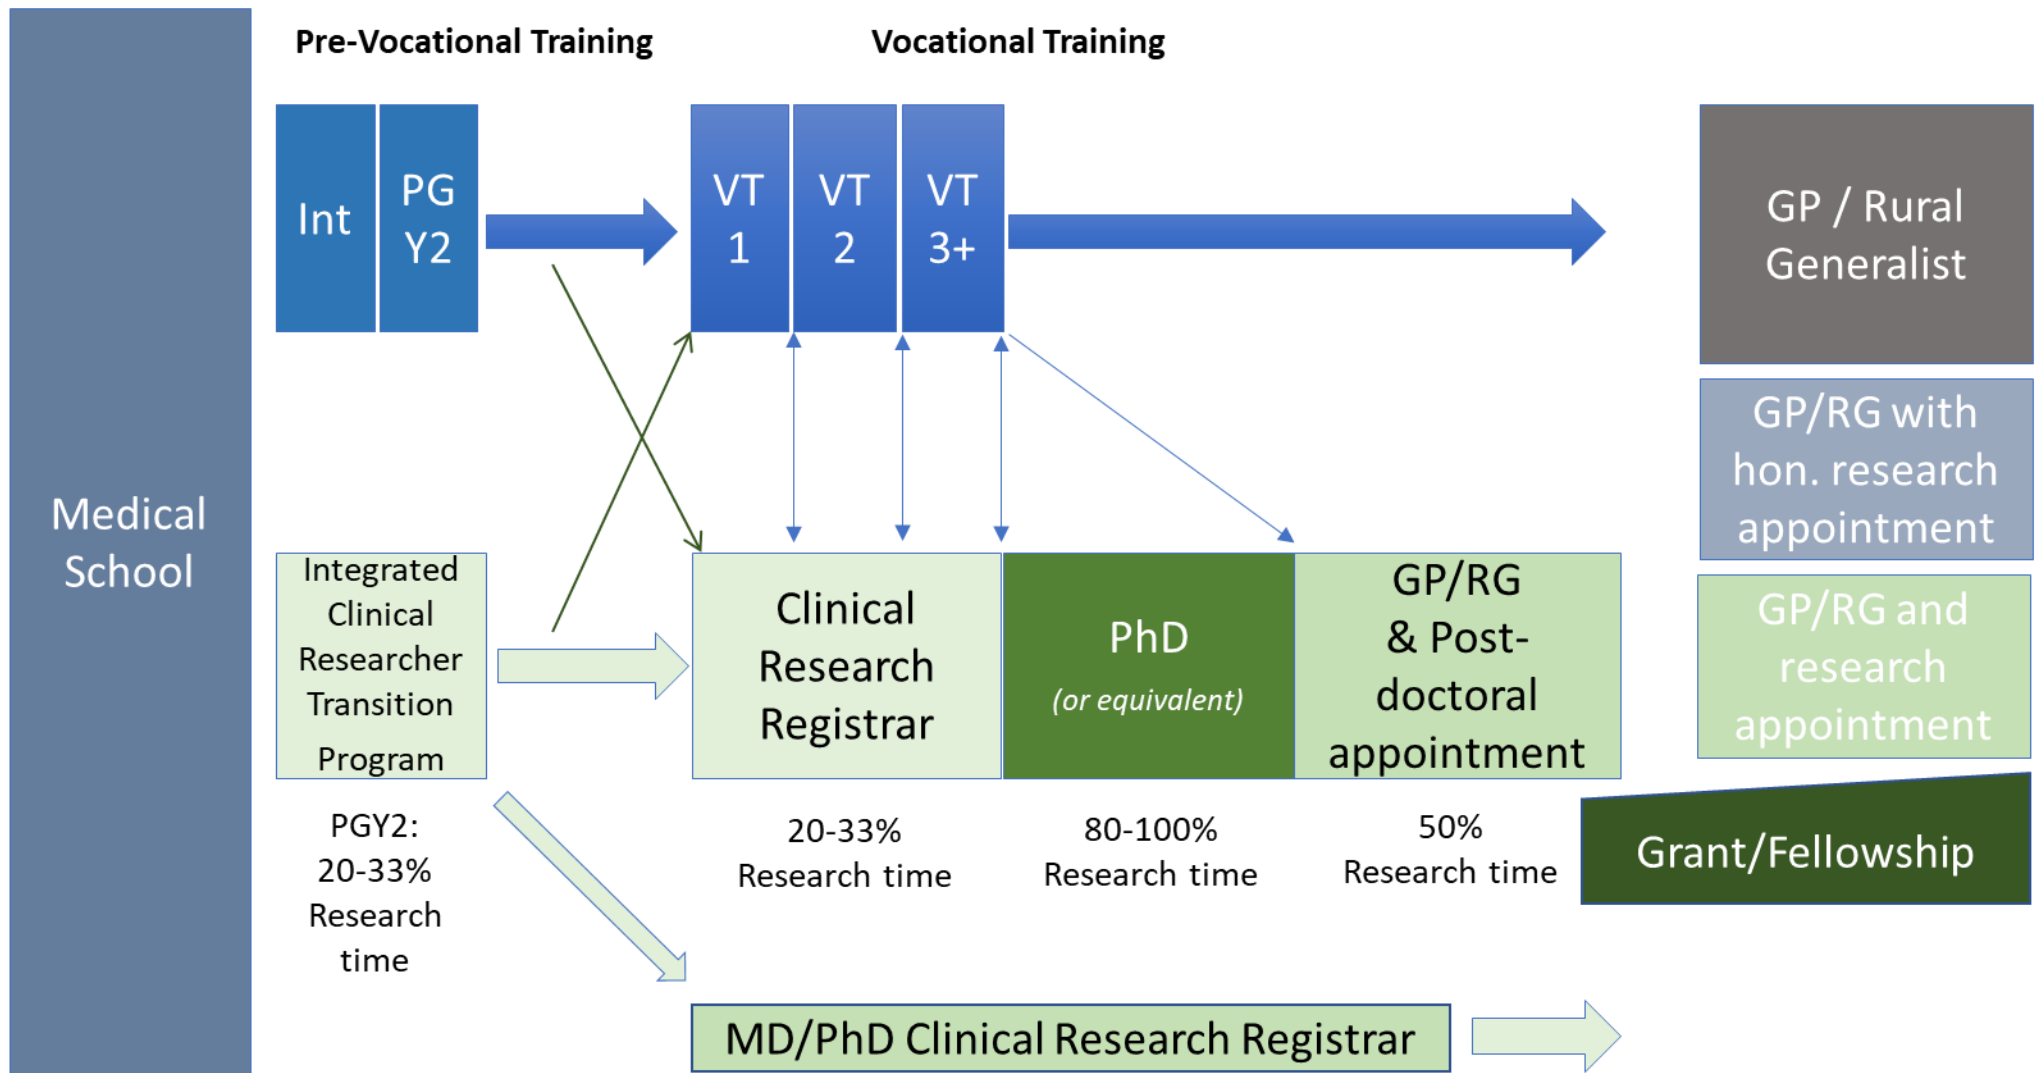 Pre-Vocational Training
Vocational Training
Medical
School
Int
PG
Y2
VT
1
VT
2
VT
3+
GP / Rural
Generalist
GP/RG with
hon. research
appointment
GP/RG and
research
appointment
Integrated
Clinical
Researcher
Transition
Program
Clinical
Research
Registrar
PhD
(or equivalent)
GP/RG
& Post-
doctoral
appointment
PGY2:
20-33%
Research
time
20-33%
Research time
80-100%
Research time
50%
Research time
Grant/Fellowship
MD/PhD Clinical Research Registrar